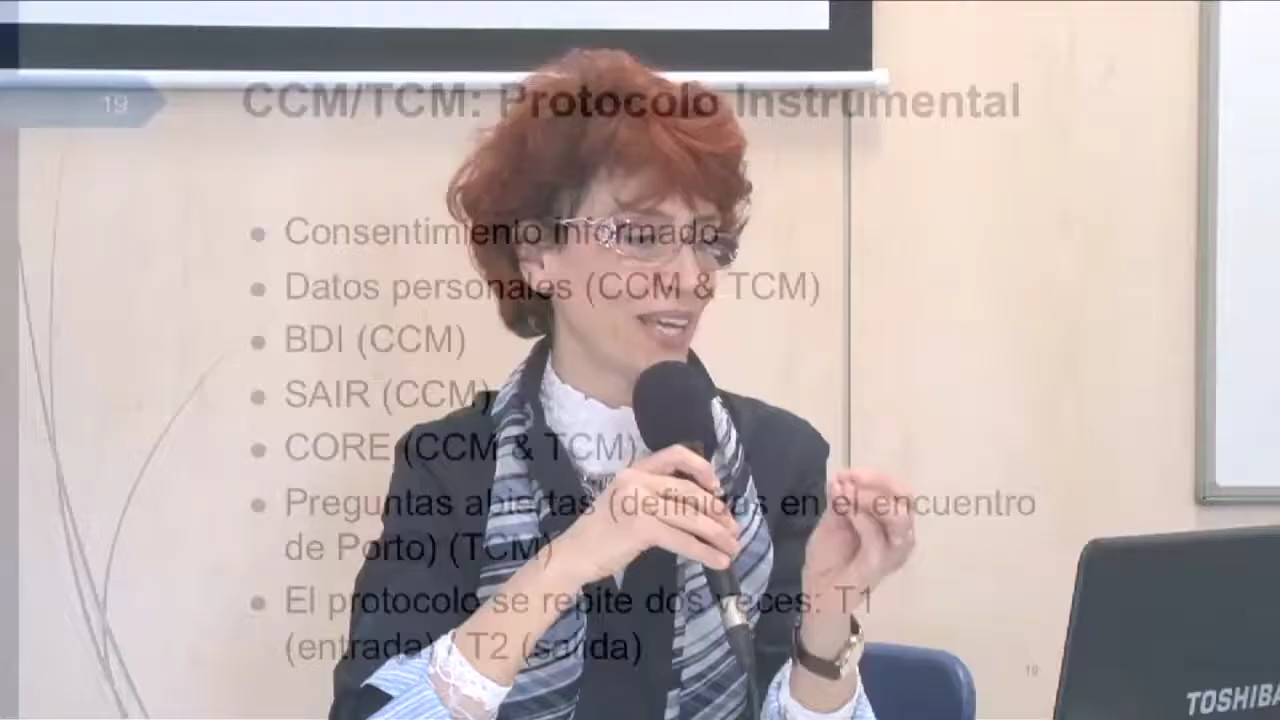 19
CCM/TCM: Protocolo Instrumental
Consentimiento informado
Datos personales (CCM & TCM)
BDI (CCM)
SAIR (CCM)
CORE (CCM & TCM)
Preguntas abiertas (definidas en el encuentro
de Porto) (TCM)
El protocolo se repite dos veces: T1
(entrada) T2 (salida)
19
TOSHIBA